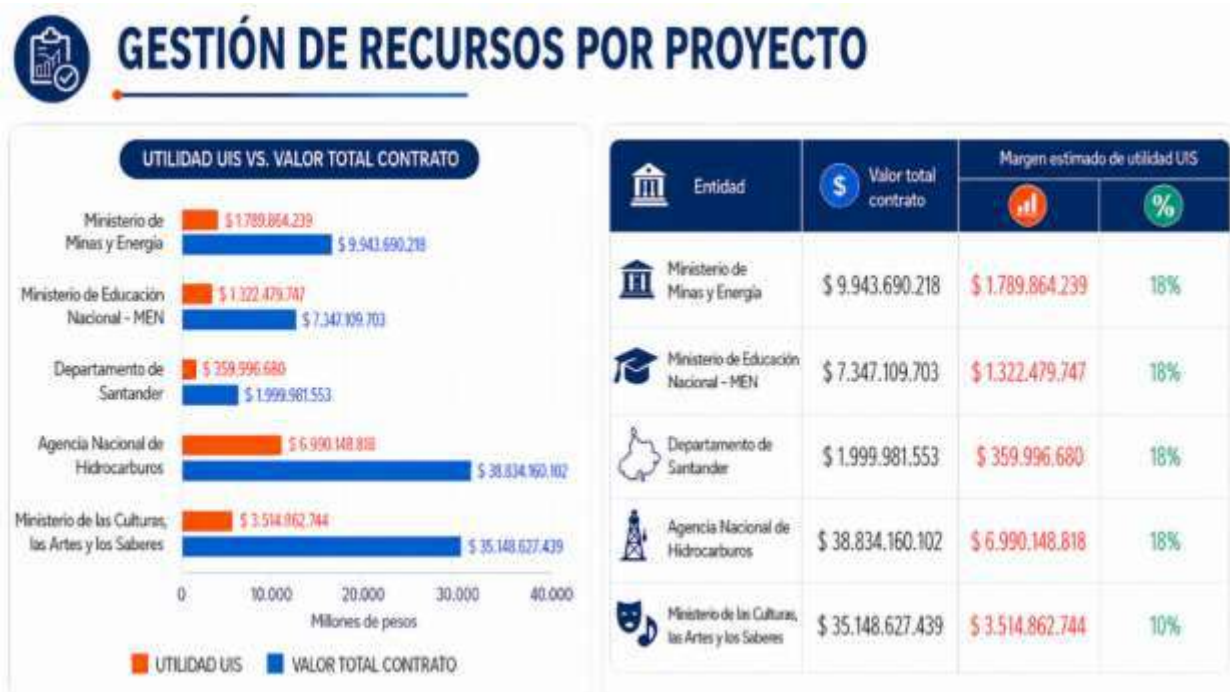 GESTIÓN DE RECURSOS POR PROYECTO
UTILIDAD UIS VS. VALOR TOTAL CONTRATO
Ministerio de
Minas y Energía
$ 1.789.864.239
$ 9.943.690.218
Ministerio de Educación
Nacional - MEN
$ 1.322.479.747
$ 7.347.109.703
Departamento de
Santander
$ 359.996.680
$ 1.999.981.553
Agencia Nacional de
Hidrocarburos
$ 6.990.148.818
$ 38.834.160.102
Ministerio de las Culturas,
las Artes y los Saberes
$ 3.514.862.744
$ 35.148.627.439
0 10.000 20.000 30.000 40.000
Millones de pesos
UTILIDAD UIS VALOR TOTAL CONTRATO
Entidad
$ Valor total
contrato
Margen estimado de utilidad UIS
%
Ministerio de
Minas y Energía
$ 9.943.690.218 $ 1.789.864.239 18%
Ministerio de Educación
Nacional - MEN
$ 7.347.109.703 $ 1.322.479.747 18%
Departamento de
Santander
$ 1.999.981.553 $ 359.996.680 18%
Agencia Nacional de
Hidrocarburos
$ 38.834.160.102 $ 6.990.148.818 18%
Ministerio de las Culturas,
las Artes y los Saberes
$ 35.148.627.439 $ 3.514.862.744 10%